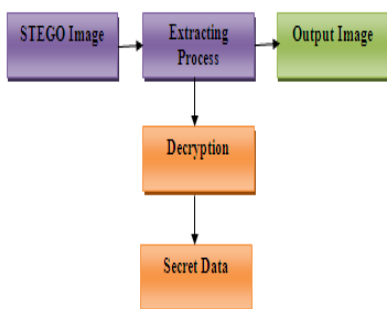 STEGO Image
Extracting
Process
Output Image
Decryption
Secret Data